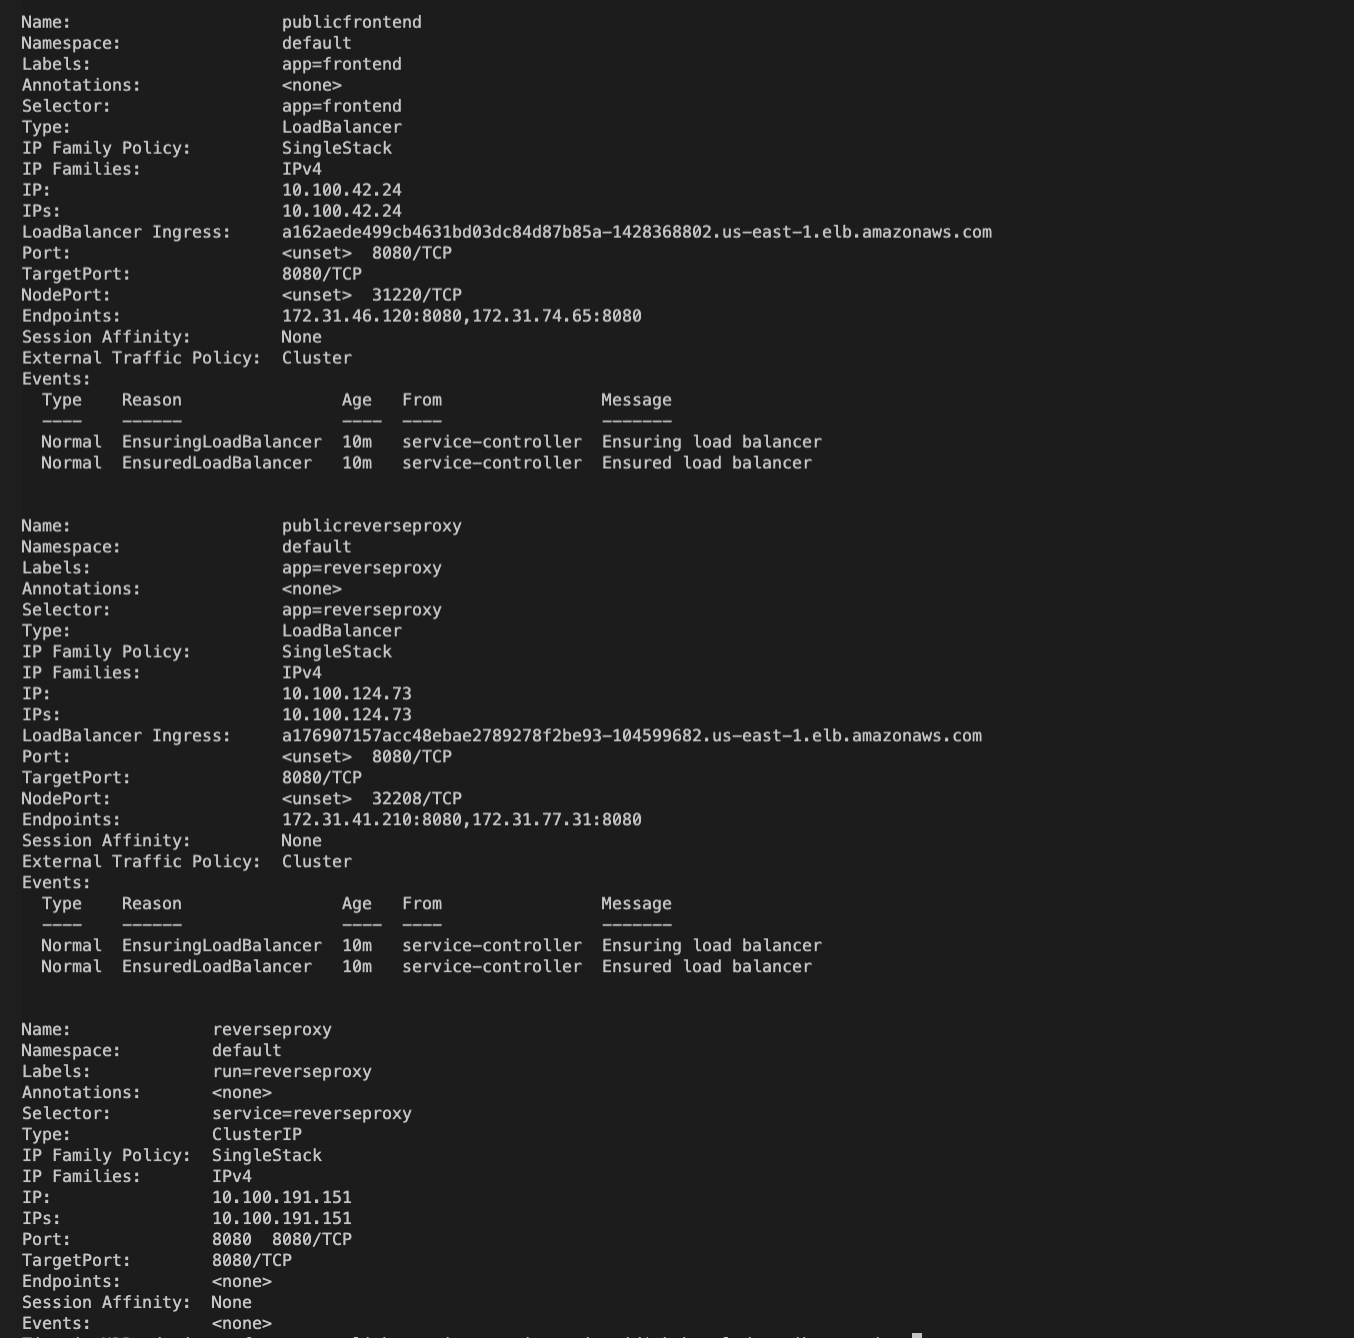 Name: publicfrontend
Namespace: default
Labels: app=frontend
Annotations: <none>
Selector: app=frontend
Type: LoadBalancer
IP Family Policy: SingleStack
IP Families: IPv4
IP: 10.100.42.24
IPs: 10.100.42.24
LoadBalancer Ingress: a162aede499cb4631bd03dc84d87b85a-1428368802.us-east-1.elb.amazonaws.com
Port: <unset> 8080/TCP
TargetPort: 8080/TCP
NodePort: <unset> 31220/TCP
Endpoints: 172.31.46.120:8080,172.31.74.65:8080
Session Affinity: None
External Traffic Policy: Cluster
Events:
Type Reason Age From Message
---- ------ ---- ---- -------
Normal EnsuringLoadBalancer 10m service-controller Ensuring load balancer
Normal EnsuredLoadBalancer 10m service-controller Ensured load balancer
Name: publicreverseproxy
Namespace: default
Labels: app=reverseproxy
Annotations: <none>
Selector: app=reverseproxy
Type: LoadBalancer
IP Family Policy: SingleStack
IP Families: IPv4
IP: 10.100.124.73
IPs: 10.100.124.73
LoadBalancer Ingress: a176907157acc48ebae2789278f2be93-104599682.us-east-1.elb.amazonaws.com
Port: <unset> 8080/TCP
TargetPort: 8080/TCP
NodePort: <unset> 32208/TCP
Endpoints: 172.31.41.210:8080,172.31.77.31:8080
Session Affinity: None
External Traffic Policy: Cluster
Events:
Type Reason Age From Message
---- ------ ---- ---- -------
Normal EnsuringLoadBalancer 10m service-controller Ensuring load balancer
Normal EnsuredLoadBalancer 10m service-controller Ensured load balancer
Name: reverseproxy
Namespace: default
Labels: run=reverseproxy
Annotations: <none>
Selector: service=reverseproxy
Type: ClusterIP
IP Family Policy: SingleStack
IP Families: IPv4
IP: 10.100.191.151
IPs: 10.100.191.151
Port: 8080 8080/TCP
TargetPort: 8080/TCP
Endpoints: <none>
Session Affinity: None
Events: <none>